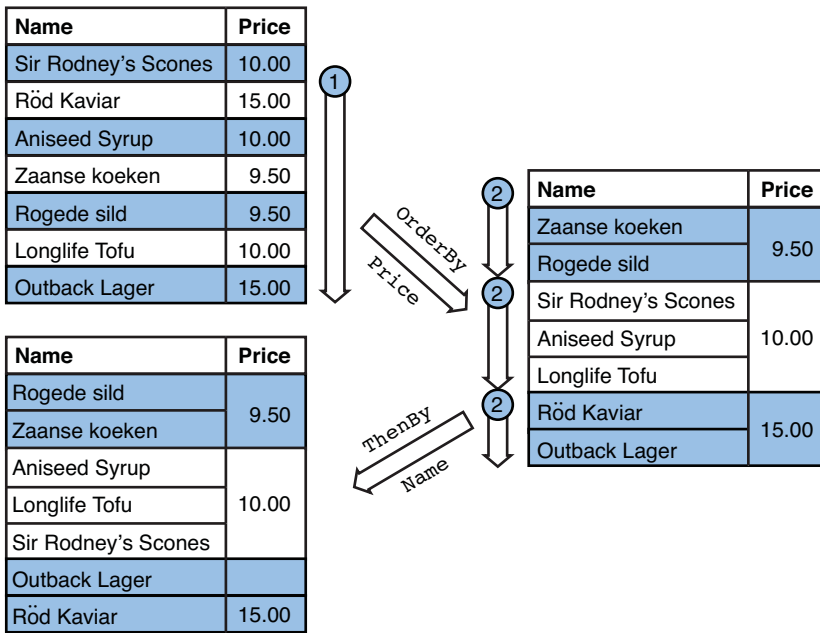 Name Price
Sir Rodney's Scones 10.00
Röd Kaviar 15.00
Aniseed Syrup 10.00
Zaanse koeken 9.50
Rogede sild 9.50
Longlife Tofu 10.00
Outback Lager 15.00
1
OrderBy
Price
2
2
2
Name Price
Zaanse koeken
Rogede sild
9.50
Sir Rodney's Scones
Aniseed Syrup
Longlife Tofu
10.00
Röd Kaviar
Outback Lager
15.00
ThenBy
Name
Name Price
Rogede sild
Zaanse koeken
9.50
Aniseed Syrup
Longlife Tofu
Sir Rodney's Scones
10.00
Outback Lager
Röd Kaviar 15.00